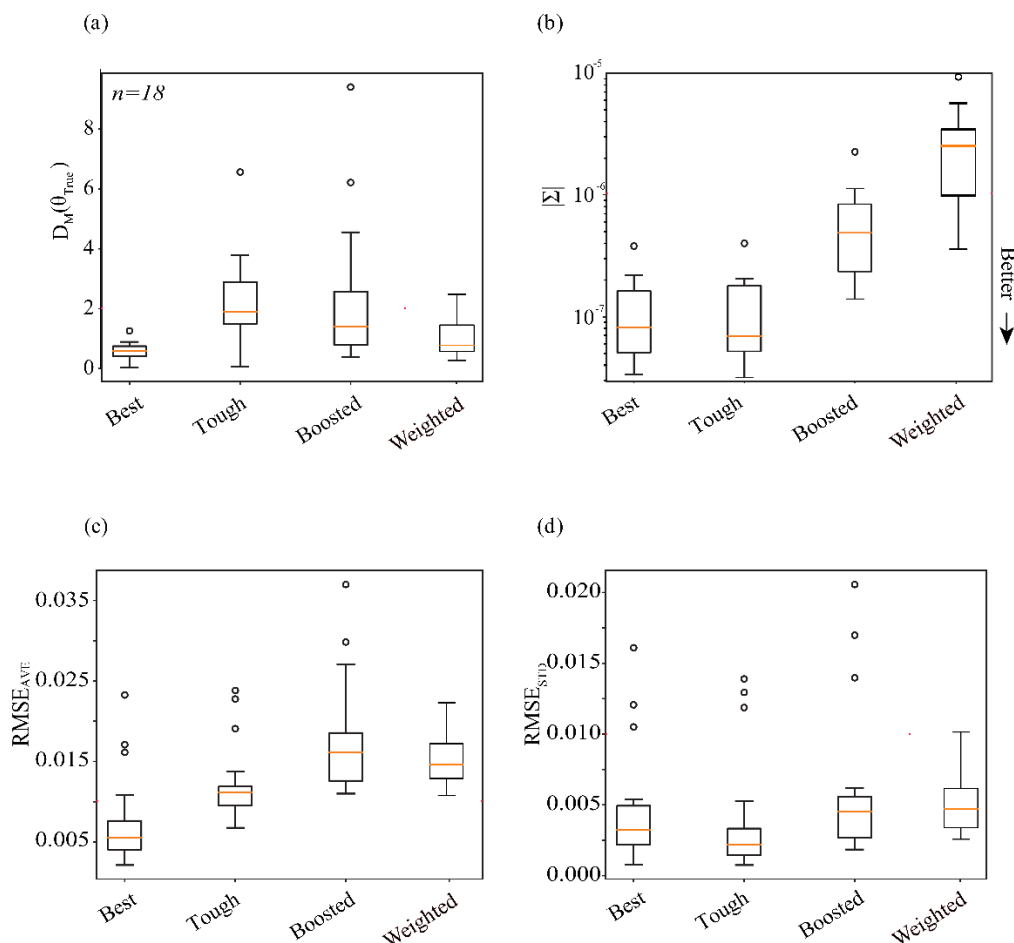 (a)
n=18
D_M(θ_True)
8
6
4
2
0
Best
Tough
Boosted
Weighted
(b)
|Σ|
10^-5
10^-6
10^-7
Better
Best
Tough
Boosted
Weighted
(c)
RMSE_AVE
0.035
0.025
0.015
0.005
Best
Tough
Boosted
Weighted
(d)
RMSE_STD
0.020
0.015
0.010
0.005
0.000
Best
Tough
Boosted
Weighted